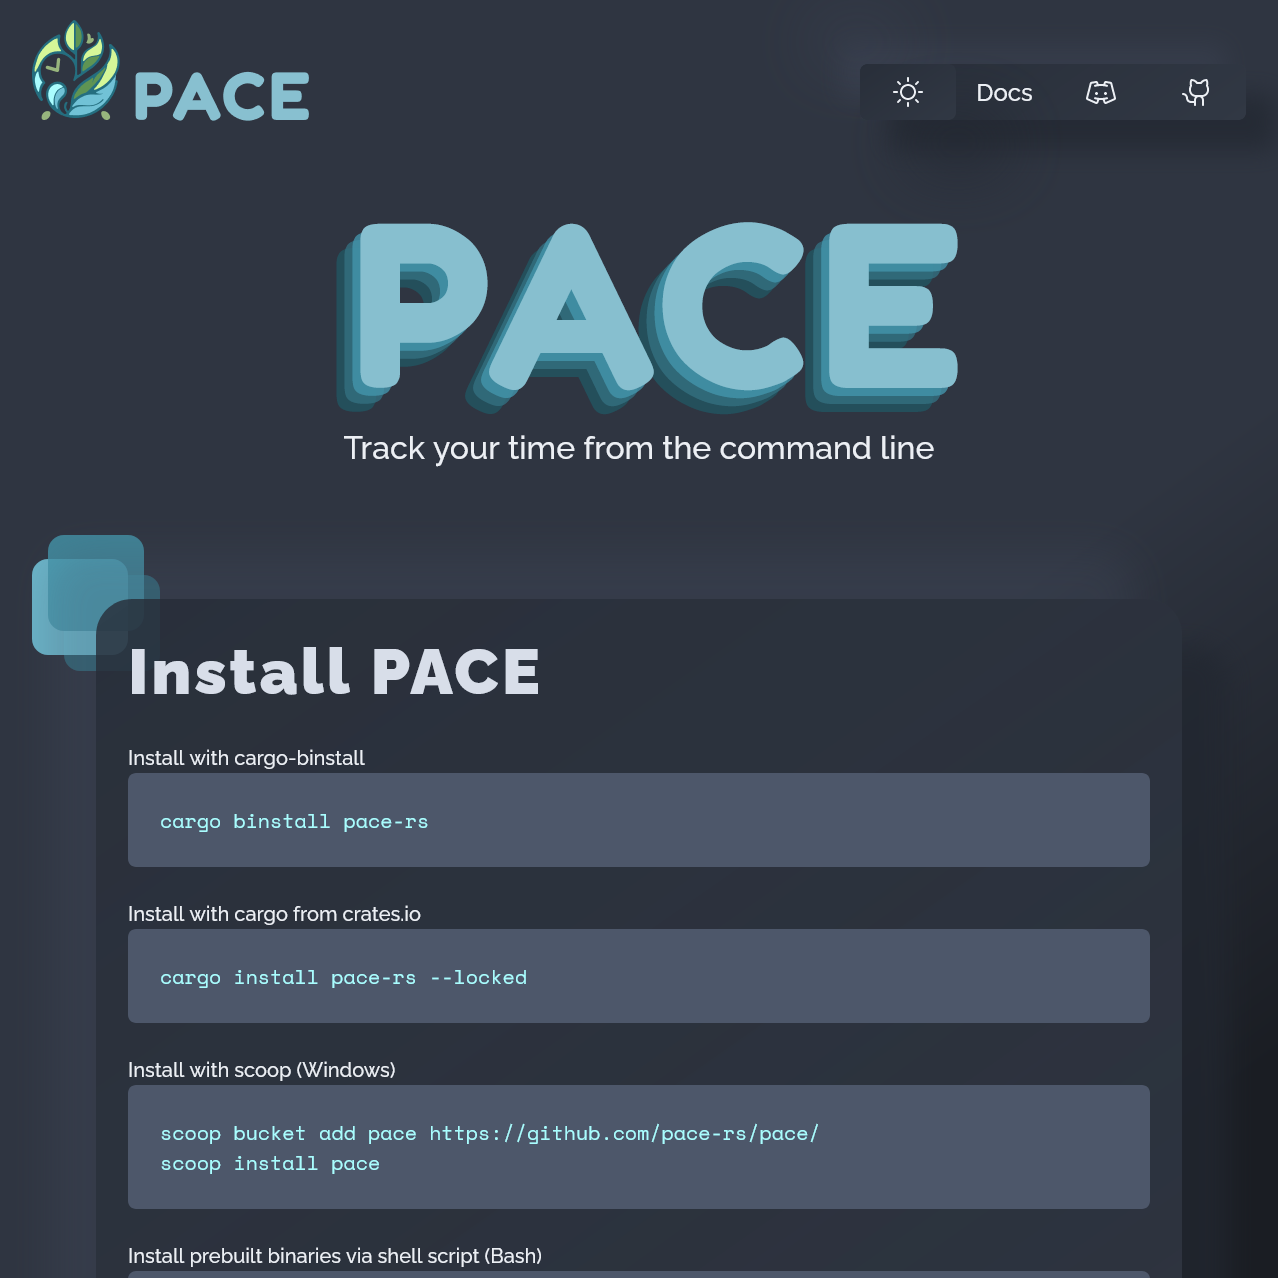 PACE
Docs
PACE
Track your time from the command line
Install PACE
Install with cargo-binstall
cargo binstall pace-rs
Install with cargo from crates.io
cargo install pace-rs --locked
Install with scoop (Windows)
scoop bucket add pace https://github.com/pace-rs/pace/
scoop install pace
Install prebuilt binaries via shell script (Bash)